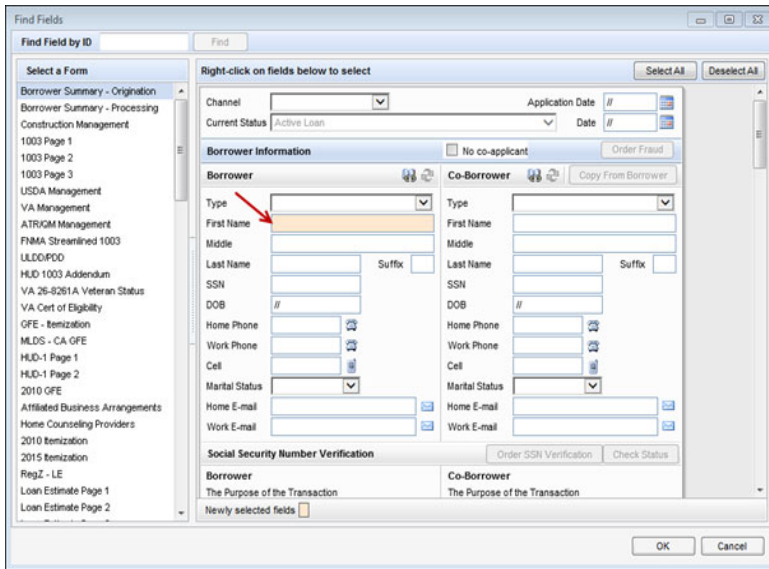 Find Fields
Find Field by ID Find
Select a Form
Borrower Summary - Origination
Borrower Summary - Processing
Construction Management
1003 Page 1
1003 Page 2
1003 Page 3
USDA Management
VA Management
ATR/QM Management
FNMA Streamlined 1003
ULDD/PDD
HUD 1003 Addendum
VA 26-8261A Veteran Status
VA Cert of Eligibility
GFE - Itemization
MLDS - CA GFE
HUD-1 Page 1
HUD-1 Page 2
2010 GFE
Affiliated Business Arrangements
Home Counseling Providers
2010 Itemization
2015 Itemization
RegZ - LE
Loan Estimate Page 1
Loan Estimate Page 2
Right-click on fields below to select Select All Deselect All
Channel Application Date //
Current Status Active Loan Date //
Borrower Information No co-applicant Order Fraud
Borrower Co-Borrower Copy From Borrower
Type Type
First Name First Name
Middle Middle
Last Name Suffix Last Name Suffix
SSN SSN
DOB // DOB //
Home Phone Home Phone
Work Phone Work Phone
Cell Cell
Marital Status Marital Status
Home E-mail Home E-mail
Work E-mail Work E-mail
Social Security Number Verification Order SSN Verification Check Status
Borrower Co-Borrower
The Purpose of the Transaction The Purpose of the Transaction
Newly selected fields
OK Cancel